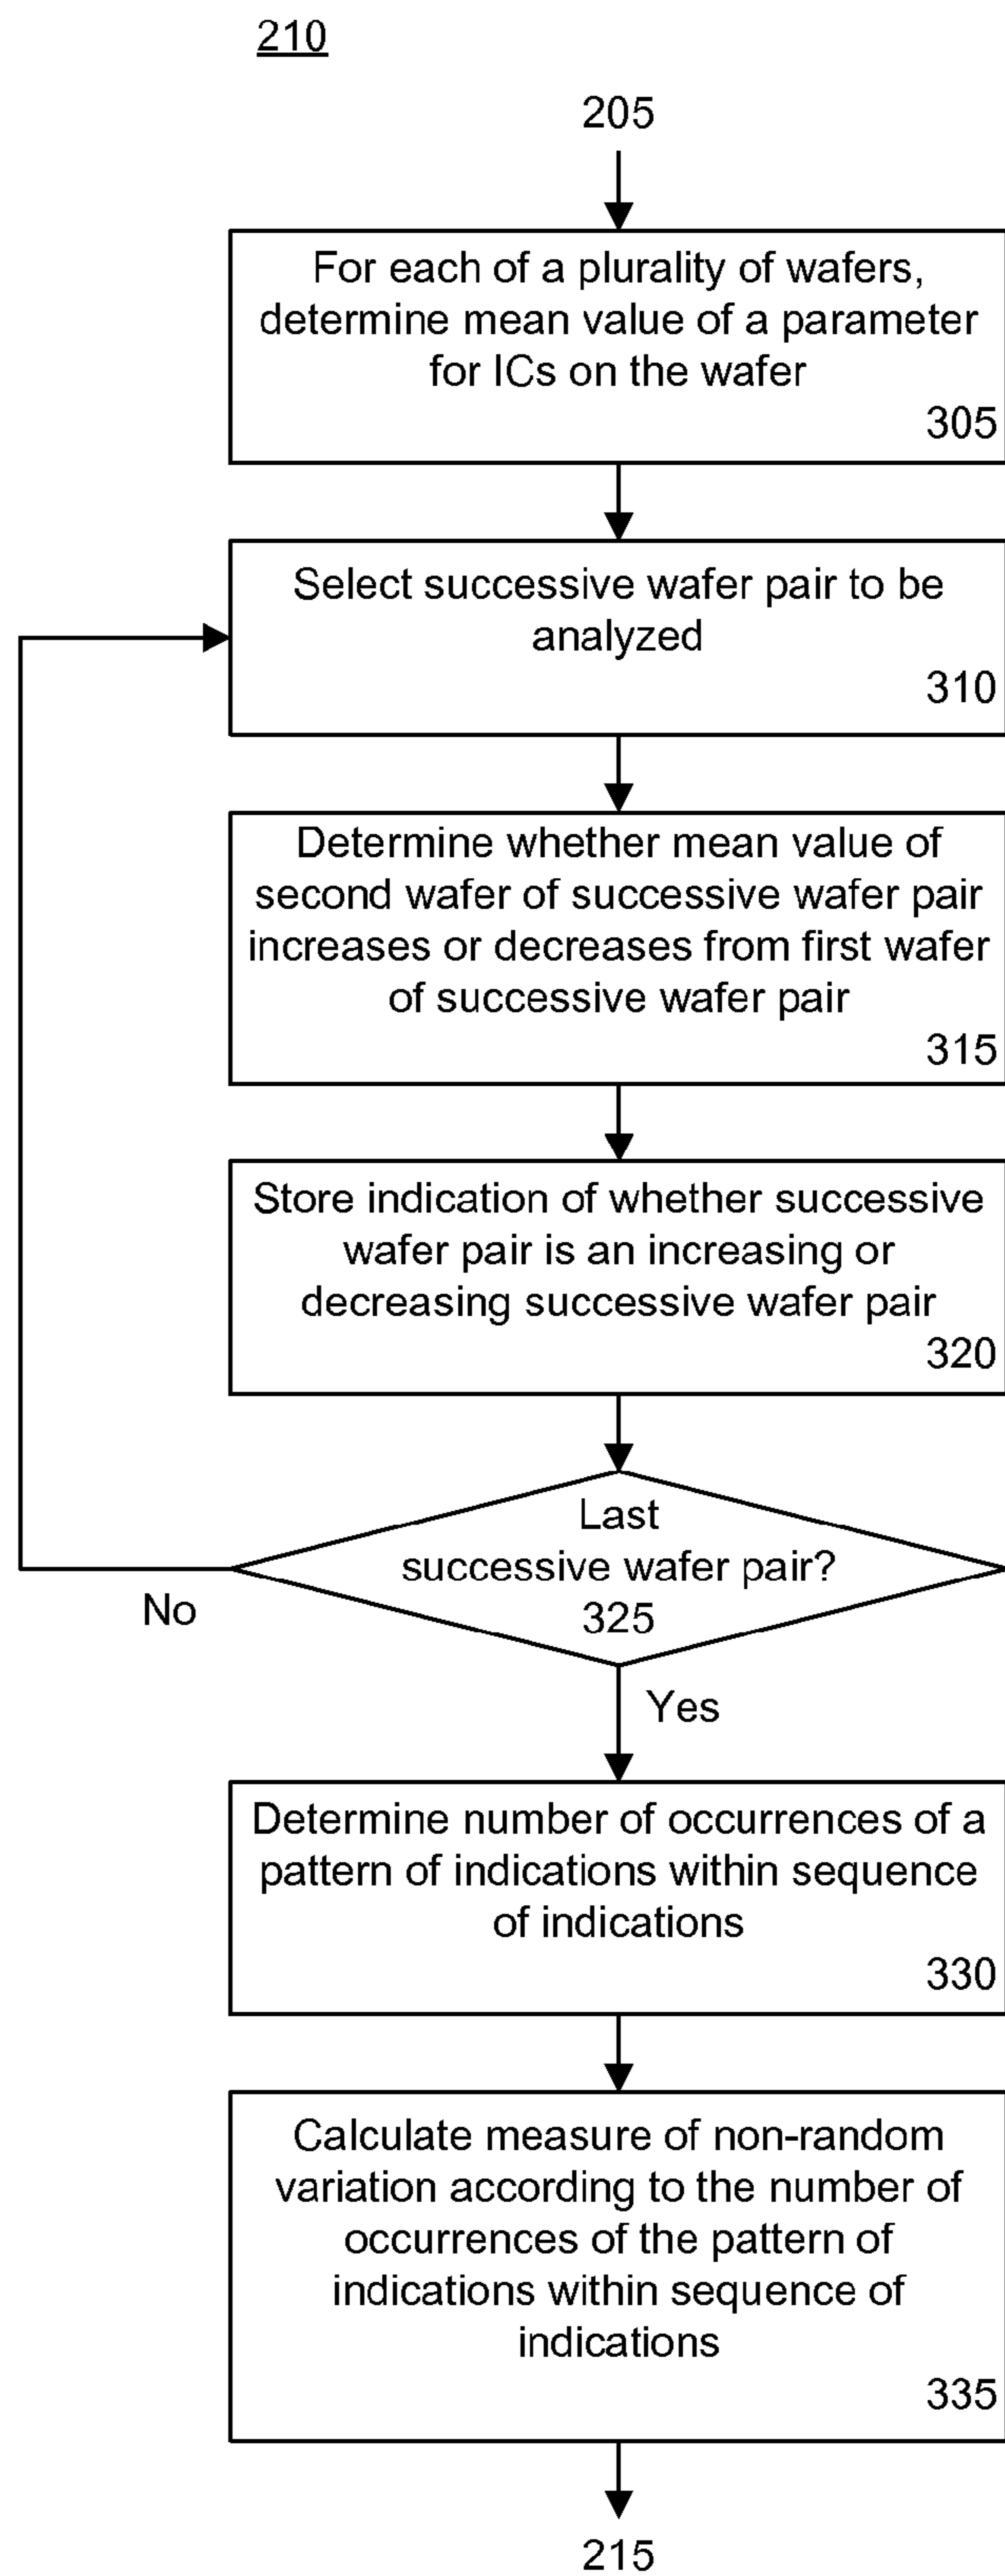 210
205
For each of a plurality of wafers,
determine mean value of a parameter
for ICs on the wafer
305
Select successive wafer pair to be
analyzed
310
Determine whether mean value of
second wafer of successive wafer pair
increases or decreases from first wafer
of successive wafer pair
315
Store indication of whether successive
wafer pair is an increasing or
decreasing successive wafer pair
320
Last
successive wafer pair?
325
No
Yes
Determine number of occurrences of a
pattern of indications within sequence
of indications
330
Calculate measure of non-random
variation according to the number of
occurrences of the pattern of
indications within sequence of
indications
335
215